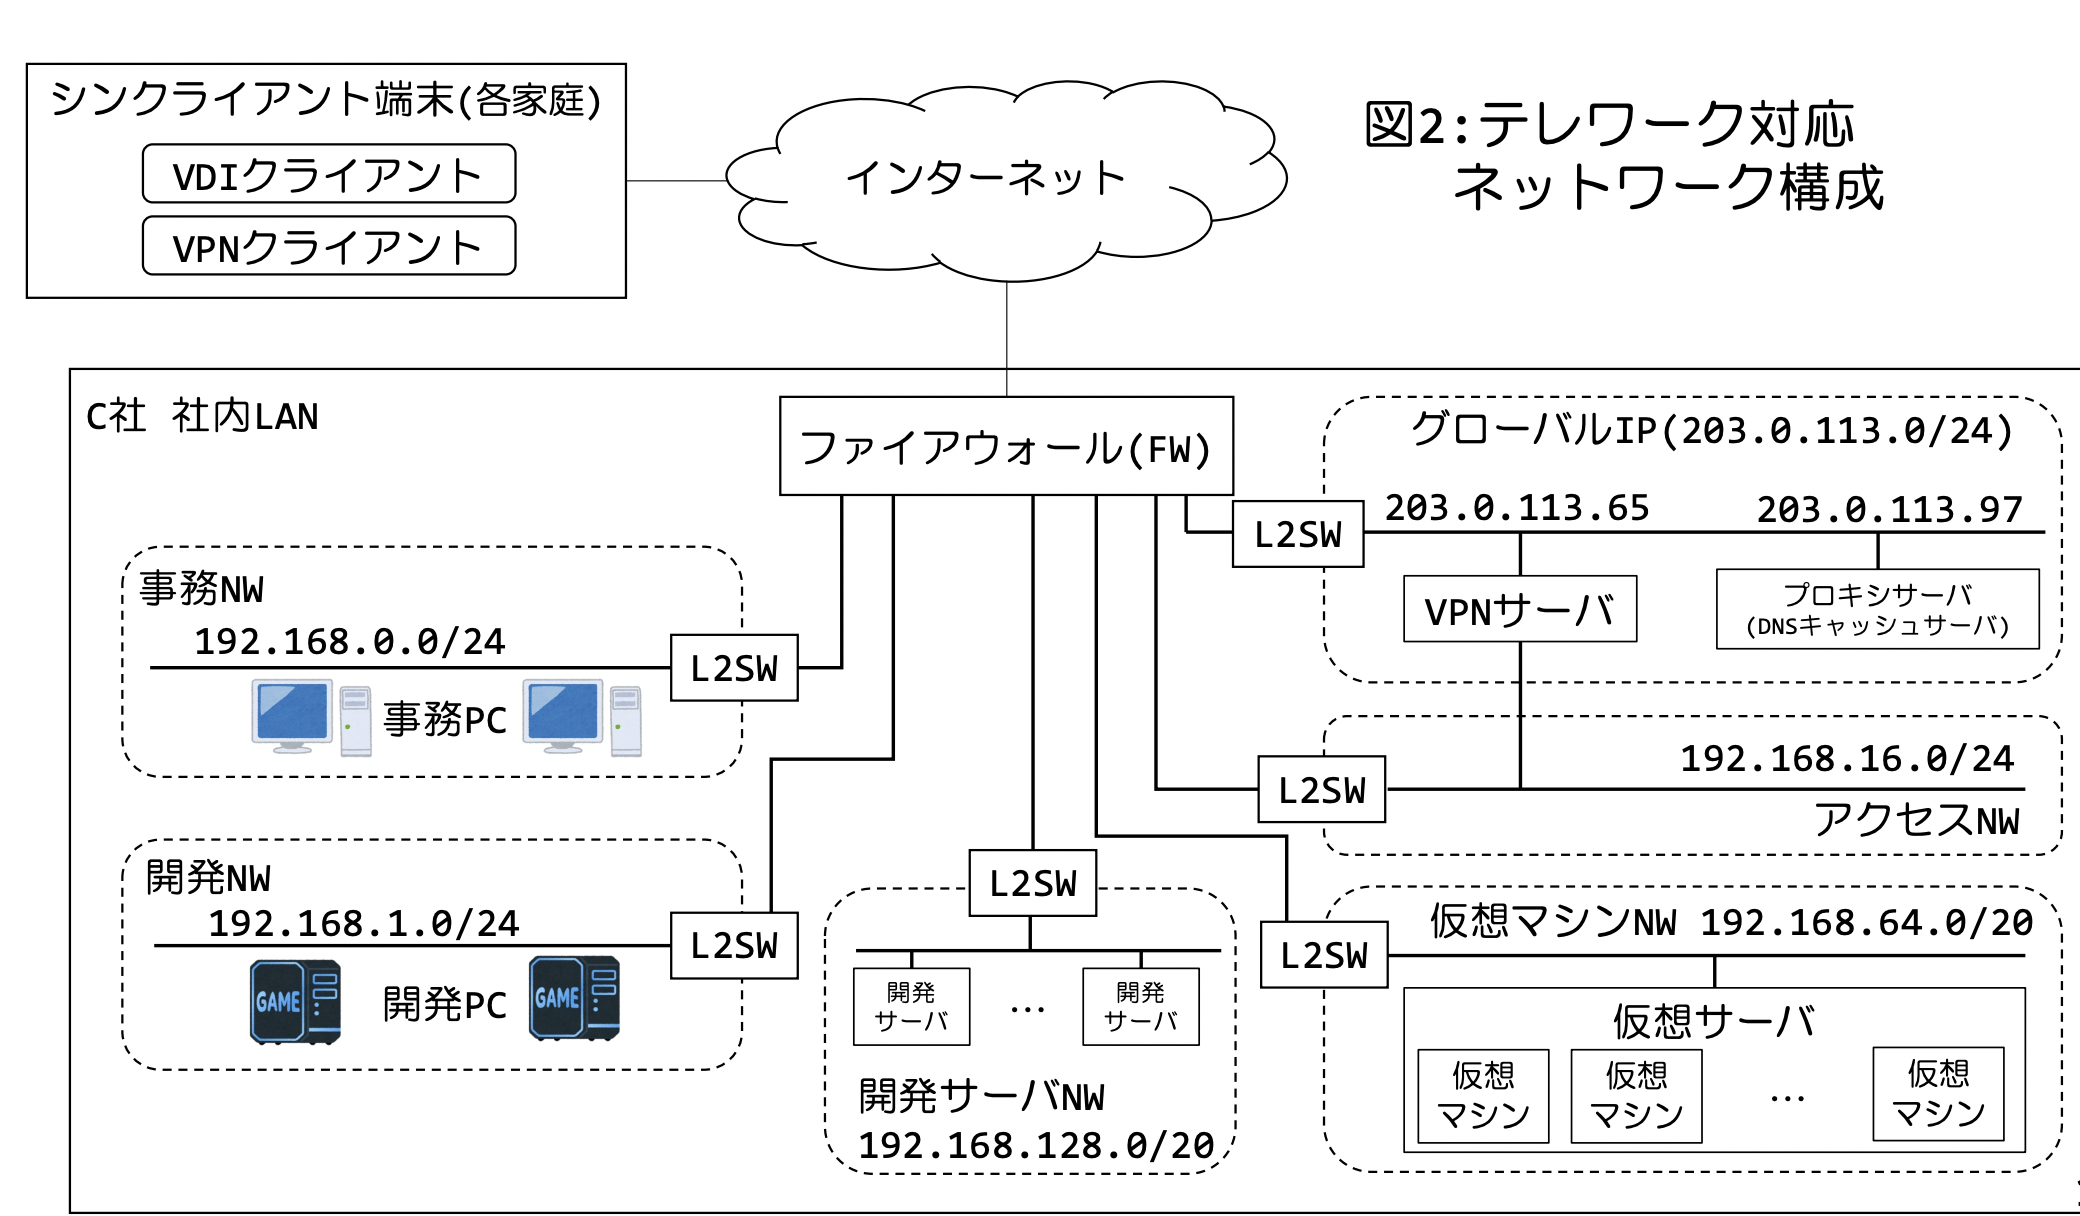 シンクライアント端末(各家庭)
VDIクライアント
VPNクライアント
インターネット
図2:テレワーク対応
ネットワーク構成
C社 社内LAN
ファイアウォール(FW)
グローバルIP(203.0.113.0/24)
L2SW
203.0.113.65
203.0.113.97
VPNサーバ
プロキシサーバ
(DNSキャッシュサーバ)
事務NW
192.168.0.0/24
L2SW
事務PC
L2SW
192.168.16.0/24
アクセスNW
開発NW
192.168.1.0/24
L2SW
GAME
開発PC
GAME
L2SW
開発
サーバ
…
開発
サーバ
開発サーバNW
192.168.128.0/20
L2SW
仮想マシンNW 192.168.64.0/20
仮想サーバ
仮想
マシン
仮想
マシン
…
仮想
マシン